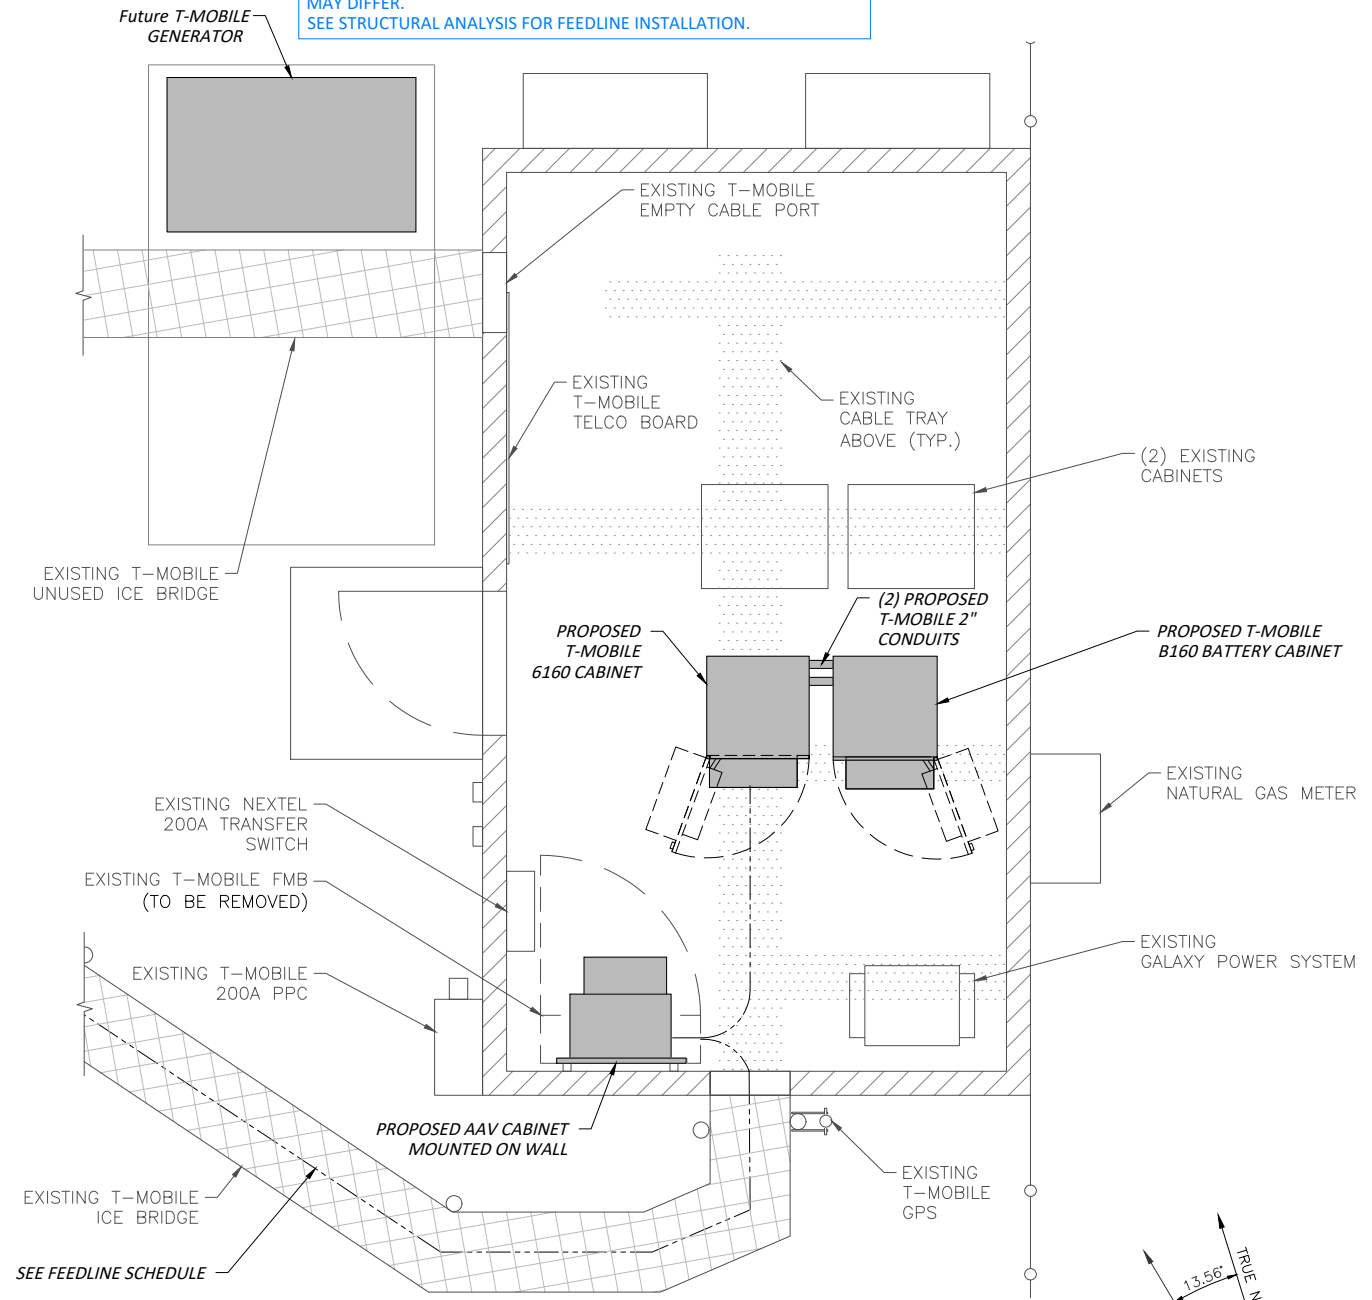 MAY DIFFER.
SEE STRUCTURAL ANALYSIS FOR FEEDLINE INSTALLATION.
Future T-MOBILE
GENERATOR
EXISTING T-MOBILE
EMPTY CABLE PORT
EXISTING
T-MOBILE
TELCO BOARD
EXISTING
CABLE TRAY
ABOVE (TYP.)
(2) EXISTING
CABINETS
EXISTING T-MOBILE
UNUSED ICE BRIDGE
(2) PROPOSED
T-MOBILE 2"
CONDUITS
PROPOSED
T-MOBILE
6160 CABINET
PROPOSED T-MOBILE
B160 BATTERY CABINET
EXISTING
NATURAL GAS METER
EXISTING NEXTEL
200A TRANSFER
SWITCH
EXISTING T-MOBILE FMB
(TO BE REMOVED)
EXISTING
GALAXY POWER SYSTEM
EXISTING T-MOBILE
200A PPC
PROPOSED AAV CABINET
MOUNTED ON WALL
EXISTING
T-MOBILE
GPS
EXISTING T-MOBILE
ICE BRIDGE
SEE FEEDLINE SCHEDULE
13.56°
TRUE N